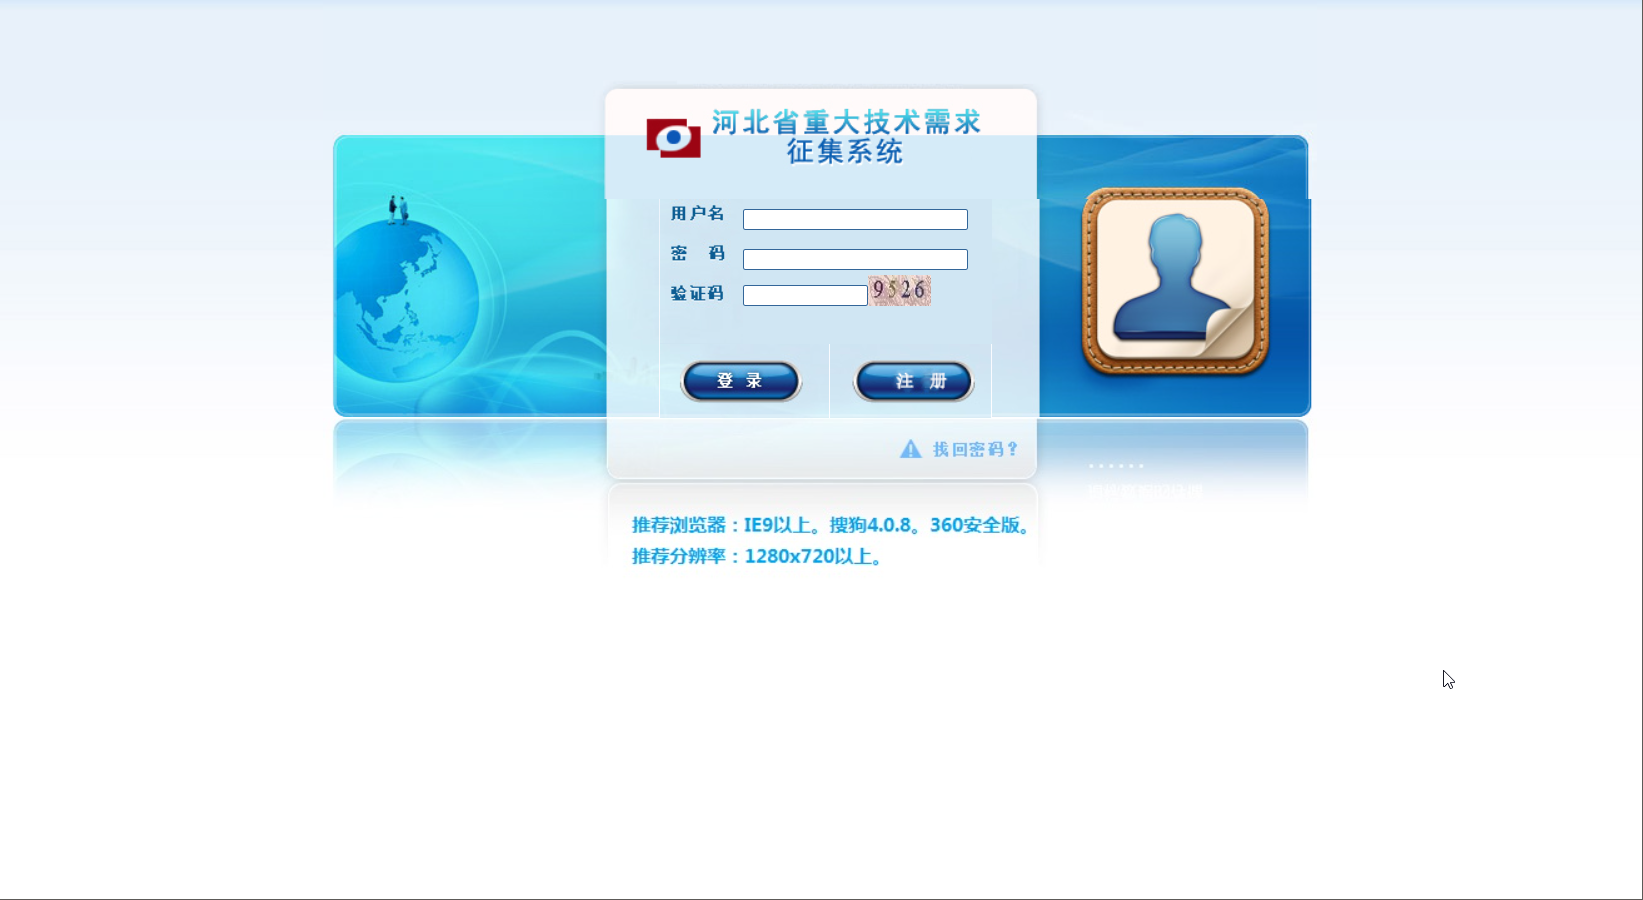 河北省重大技术需求
征集系统
用户名
密 码
验证码 9526
登 录 注 册
找回密码？
推荐浏览器：IE9以上。搜狗4.0.8。360安全版。
推荐分辨率：1280x720以上。